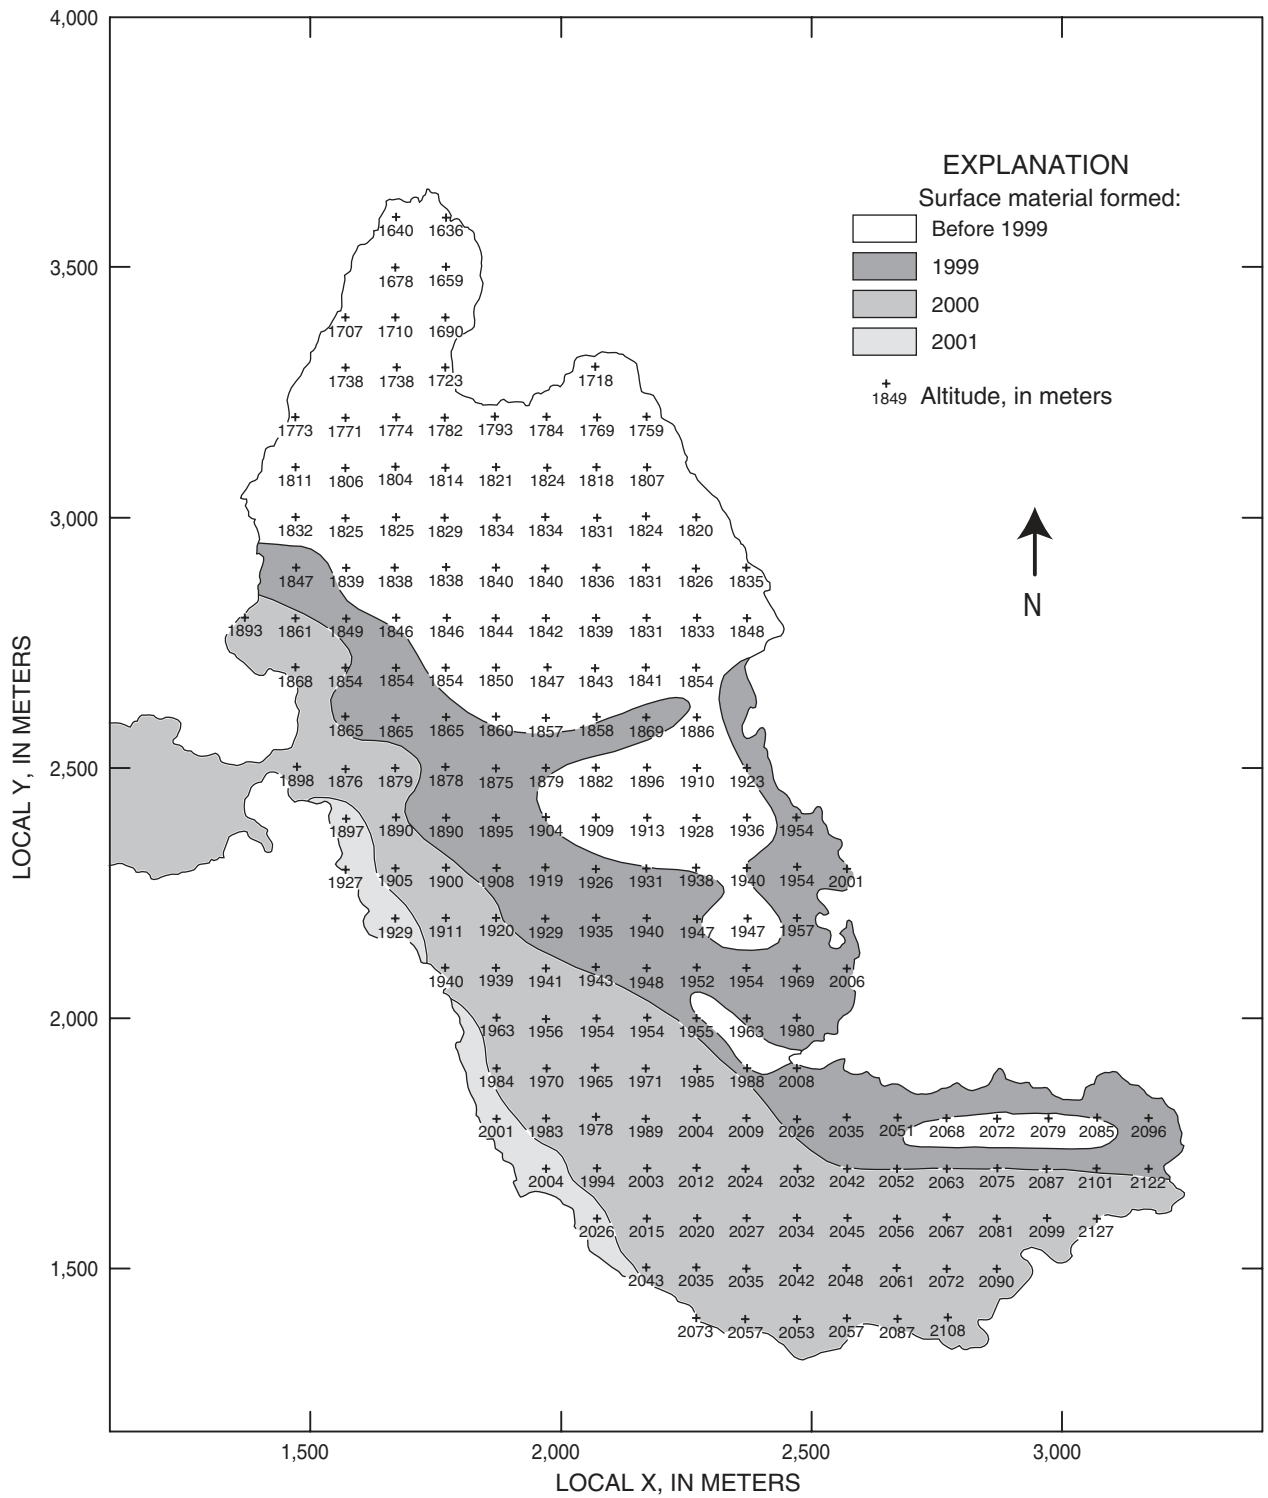 4,000
EXPLANATION
Surface material formed:
Before 1999
1999
2000
2001
1849 Altitude, in meters
N
3,500
3,000
2,500
2,000
1,500
LOCAL Y, IN METERS
1640 1636
1678 1659
1707 1710 1690
1738 1738 1723 1718
1773 1771 1774 1782 1793 1784 1769 1759
1811 1806 1804 1814 1821 1824 1818 1807
1832 1825 1825 1829 1834 1834 1831 1824 1820
1847 1839 1838 1838 1840 1840 1836 1831 1826 1835
1893 1861 1849 1846 1846 1844 1842 1839 1831 1833 1848
1868 1854 1854 1854 1850 1847 1843 1841 1854
1865 1865 1865 1860 1857 1858 1869 1886
1898 1876 1879 1878 1875 1879 1882 1896 1910 1923
1897 1890 1890 1895 1904 1909 1913 1928 1936 1954
1927 1905 1900 1908 1919 1926 1931 1938 1940 1954 2001
1929 1911 1920 1929 1935 1940 1947 1947 1957
1940 1939 1941 1943 1948 1952 1954 1969 2006
1963 1956 1954 1954 1955 1963 1980
1984 1970 1965 1971 1985 1988 2008
2001 1983 1978 1989 2004 2009 2026 2035 2051 2068 2072 2079 2085 2096
2004 1994 2003 2012 2024 2032 2042 2052 2063 2075 2087 2101 2122
2026 2015 2020 2027 2034 2045 2056 2067 2081 2099 2127
2043 2035 2035 2042 2048 2061 2072 2090
2073 2057 2053 2057 2087 2108
1,500 2,000 2,500 3,000
LOCAL X, IN METERS